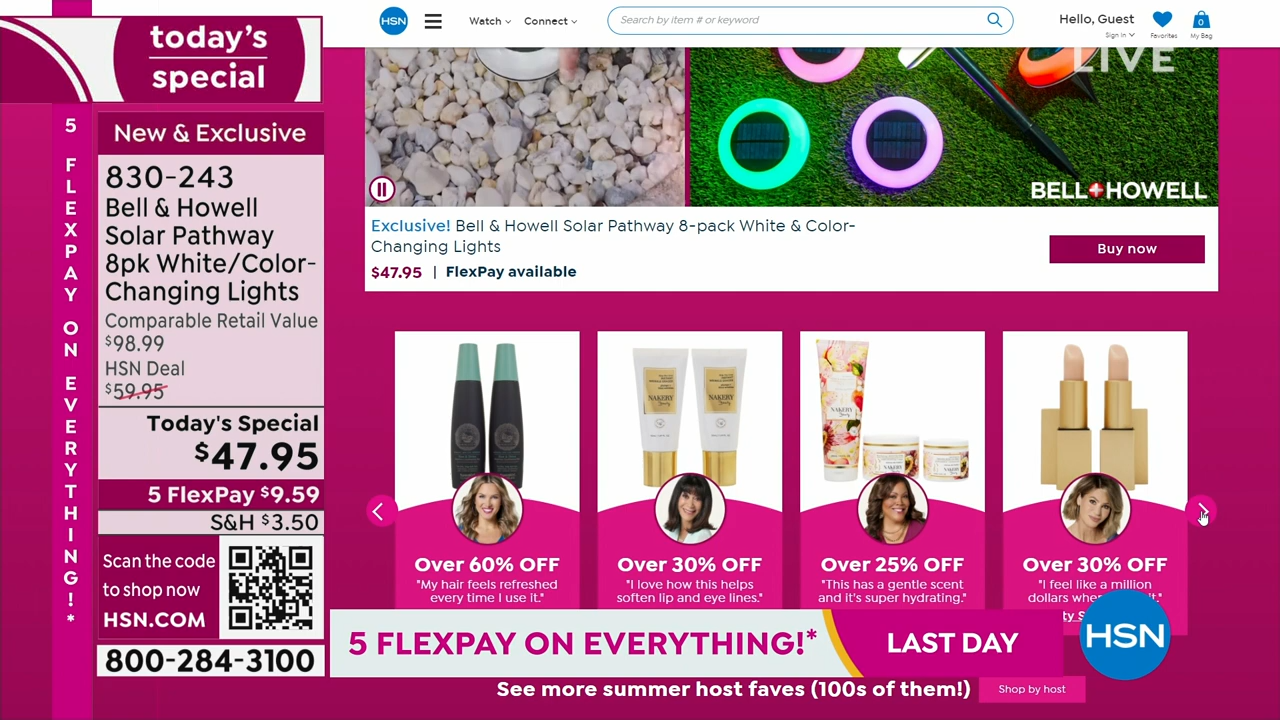 today's
special
5 FLEXPAY ON EVERYTHING!*
New & Exclusive
830-243
Bell & Howell
Solar Pathway
8pk White/Color-
Changing Lights
Comparable Retail Value
$98.99
HSN Deal
$59.95
Today's Special
$47.95
5 FlexPay $9.59
S&H $3.50
Scan the code
to shop now
HSN.COM
800-284-3100
HSN
Watch
Connect
Search by item # or keyword
Hello, Guest
Sign In
Favorites
0
My Bag
LIVE
BELL+HOWELL
Exclusive! Bell & Howell Solar Pathway 8-pack White & Color-
Changing Lights
$47.95 | FlexPay available
Buy now
NAKERY
NAKERY
NAKERY
Over 60% OFF
"My hair feels refreshed
every time I use it."
Over 30% OFF
"I love how this helps
soften lip and eye lines."
Over 25% OFF
"This has a gentle scent
and it's super hydrating."
Over 30% OFF
"I feel like a million
dollars
5 FLEXPAY ON EVERYTHING!*
LAST DAY
HSN
See more summer host faves (100s of them!)
Shop by host